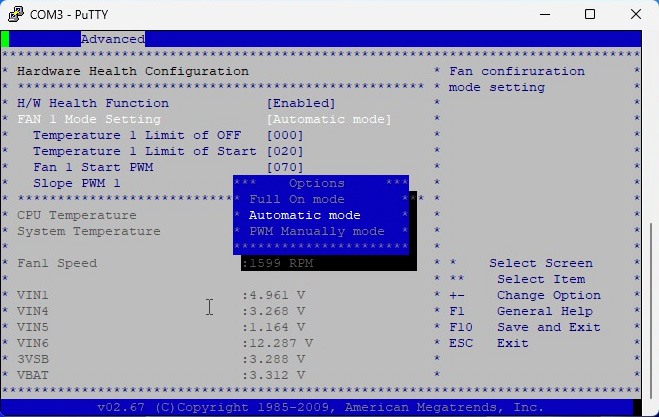 COM3 - PuTTY
Advanced
Hardware Health Configuration
H/W Health Function [Enabled]
FAN 1 Mode Setting [Automatic mode]
Temperature 1 Limit of OFF [000]
Temperature 1 Limit of Start [020]
Fan 1 Start PWM [070]
Slope PWM 1
Options
Full On mode
Automatic mode
PWM Manually mode
CPU Temperature
System Temperature
Fan1 Speed :1599 RPM
VIN1 :4.961 V
VIN4 :3.268 V
VIN5 :1.164 V
VIN6 :12.287 V
3VSB :3.288 V
VBAT :3.312 V
Fan confiruration
mode setting
* Select Screen
** Select Item
+- Change Option
F1 General Help
F10 Save and Exit
ESC Exit
v02.67 (C)Copyright 1985-2009, American Megatrends, Inc.